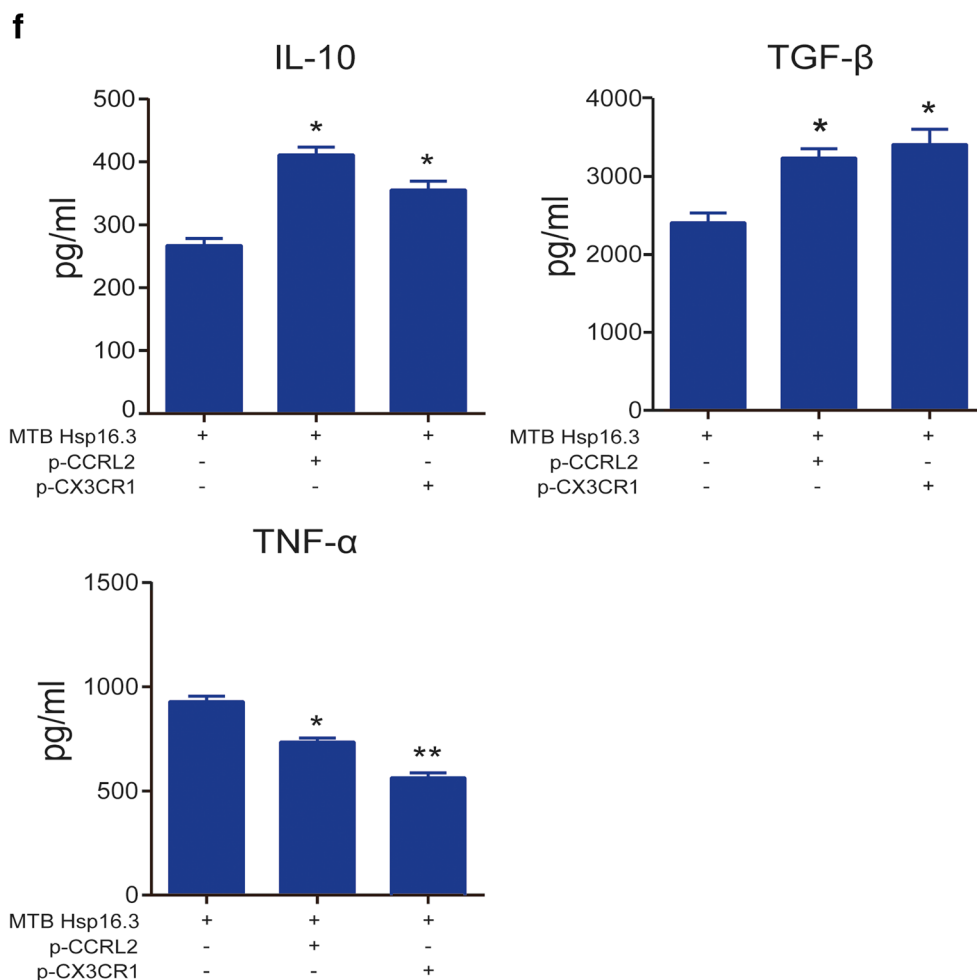 f
IL-10
pg/ml
500
400
300
200
100
0
*
*
MTB Hsp16.3 + + +
p-CCRL2 - + -
p-CX3CR1 - - +
TGF-β
pg/ml
4000
3000
2000
1000
0
*
*
MTB Hsp16.3 + + +
p-CCRL2 - + -
p-CX3CR1 - - +
TNF-α
pg/ml
1500
1000
500
0
*
**
MTB Hsp16.3 + + +
p-CCRL2 - + -
p-CX3CR1 - - +